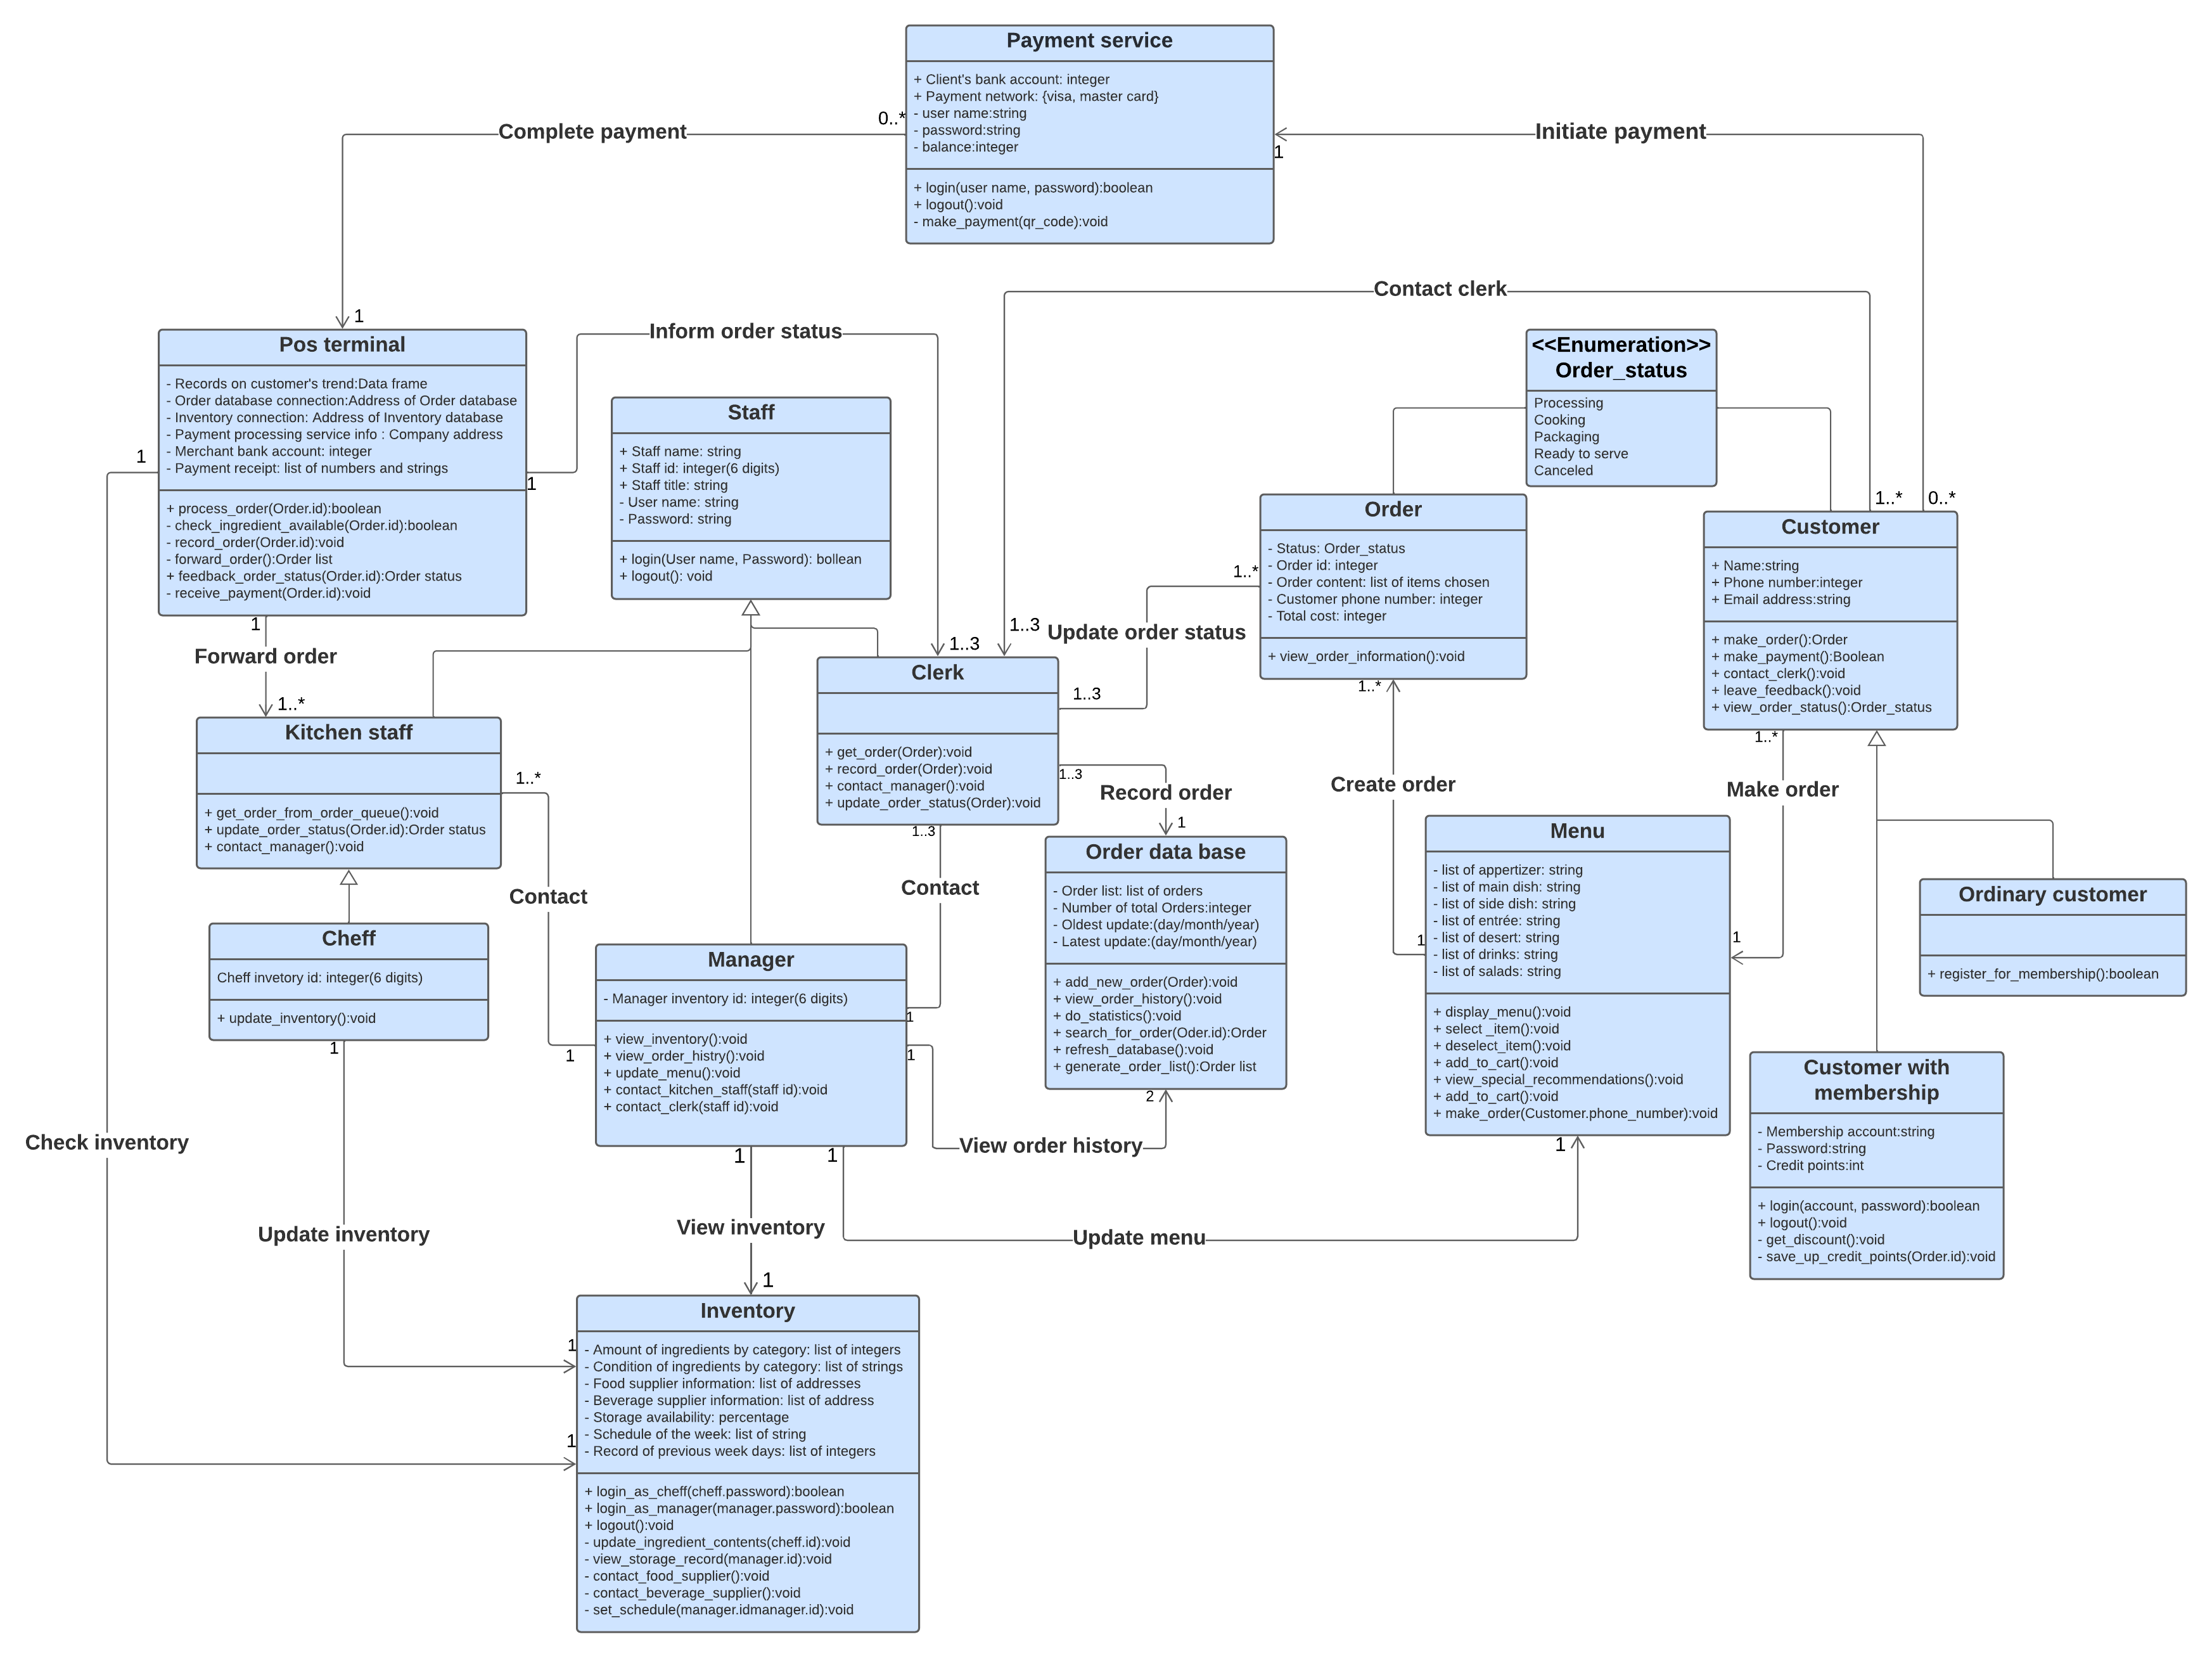 Payment service
+ Client's bank account: integer
+ Payment network: {visa, master card}
- user name:string
- password:string
- balance:integer
+ login(user name, password):boolean
+ logout():void
- make_payment(qr_code):void
0..*
Complete payment
1
Initiate payment
1
Contact clerk
Pos terminal
- Records on customer's trend:Data frame
- Order database connection:Address of Order database
- Inventory connection: Address of Inventory database
- Payment processing service info : Company address
- Merchant bank account: integer
- Payment receipt: list of numbers and strings
+ process_order(Order.id):boolean
- check_ingredient_available(Order.id):boolean
- record_order(Order.id):void
- forward_order():Order list
+ feedback_order_status(Order.id):Order status
- receive_payment(Order.id):void
1
1
1
Inform order status
1..3
Staff
+ Staff name: string
+ Staff id: integer(6 digits)
+ Staff title: string
- User name: string
- Password: string
+ login(User name, Password): bollean
+ logout(): void
<<Enumeration>>
Order_status
Processing
Cooking
Packaging
Ready to serve
Canceled
Order
- Status: Order_status
- Order id: integer
- Order content: list of items chosen
- Customer phone number: integer
- Total cost: integer
+ view_order_information():void
1..*
1..*
1..*
0..*
Customer
+ Name:string
+ Phone number:integer
+ Email address:string
+ make_order():Order
+ make_payment():Boolean
+ contact_clerk():void
+ leave_feedback():void
+ view_order_status():Order_status
1..*
1..3
Update order status
1..3
Forward order
1..*
Kitchen staff
+ get_order_from_order_queue():void
+ update_order_status(Order.id):Order status
+ contact_manager():void
1..*
Contact
1
Clerk
+ get_order(Order):void
+ record_order(Order):void
+ contact_manager():void
+ update_order_status(Order):void
1..3
1..3
Record order
1
Contact
1
Create order
1
Make order
1
Order data base
- Order list: list of orders
- Number of total Orders:integer
- Oldest update:(day/month/year)
- Latest update:(day/month/year)
+ add_new_order(Order):void
+ view_order_history():void
+ do_statistics():void
+ search_for_order(Oder.id):Order
+ refresh_database():void
+ generate_order_list():Order list
2
Menu
- list of appertizer: string
- list of main dish: string
- list of side dish: string
- list of entrée: string
- list of desert: string
- list of drinks: string
- list of salads: string
+ display_menu():void
+ select _item():void
+ deselect_item():void
+ add_to_cart():void
+ view_special_recommendations():void
+ add_to_cart():void
+ make_order(Customer.phone_number):void
1
Ordinary customer
+ register_for_membership():boolean
Customer with
membership
- Membership account:string
- Password:string
- Credit points:int
+ login(account, password):boolean
+ logout():void
- get_discount():void
- save_up_credit_points(Order.id):void
Cheff
Cheff invetory id: integer(6 digits)
+ update_inventory():void
1
Manager
- Manager inventory id: integer(6 digits)
+ view_inventory():void
+ view_order_histry():void
+ update_menu():void
+ contact_kitchen_staff(staff id):void
+ contact_clerk(staff id):void
1
View order history
1
1
Check inventory
Update inventory
View inventory
Update menu
1
1
1
Inventory
- Amount of ingredients by category: list of integers
- Condition of ingredients by category: list of strings
- Food supplier information: list of addresses
- Beverage supplier information: list of address
- Storage availability: percentage
- Schedule of the week: list of string
- Record of previous week days: list of integers
+ login_as_cheff(cheff.password):boolean
+ login_as_manager(manager.password):boolean
+ logout():void
- update_ingredient_contents(cheff.id):void
- view_storage_record(manager.id):void
- contact_food_supplier():void
- contact_beverage_supplier():void
- set_schedule(manager.idmanager.id):void